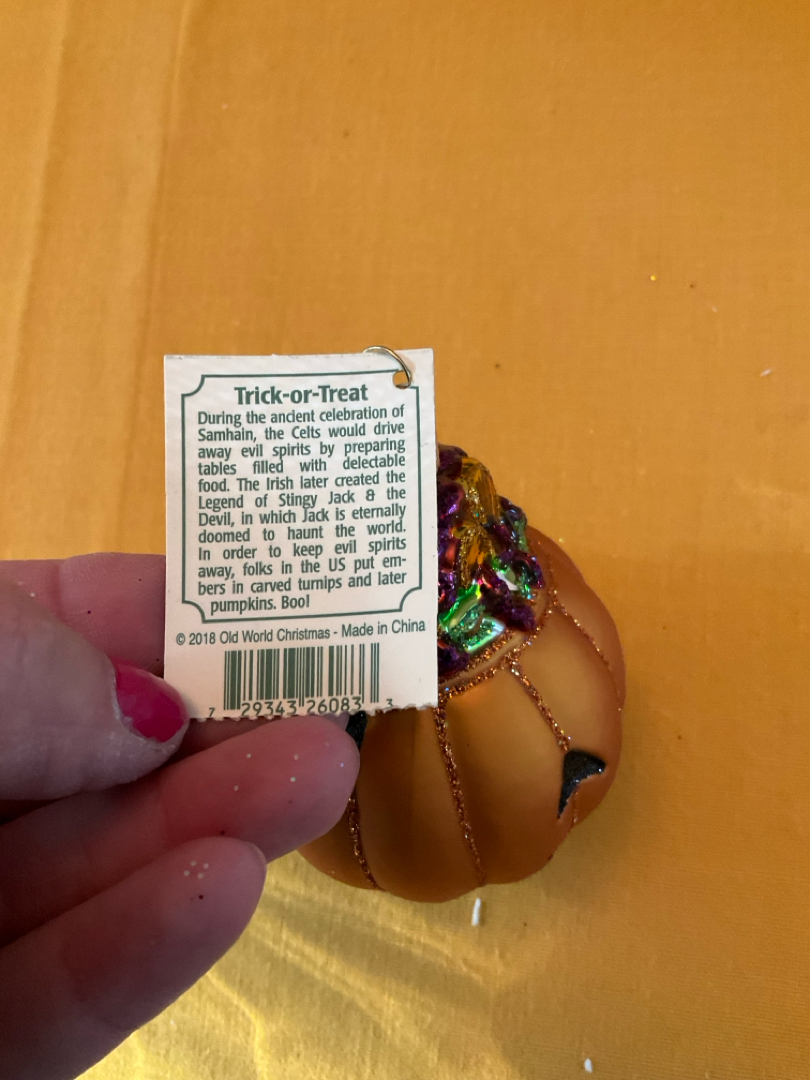 Trick-or-Treat
During the ancient celebration of
Samhain, the Celts would drive
away evil spirits by preparing
tables filled with delectable
food. The Irish later created the
Legend of Stingy Jack & the
Devil, in which Jack is eternally
doomed to haunt the world.
In order to keep evil spirits
away, folks in the US put em-
bers in carved turnips and later
pumpkins. Boo!
© 2018 Old World Christmas - Made in China
7 29343 26083 3